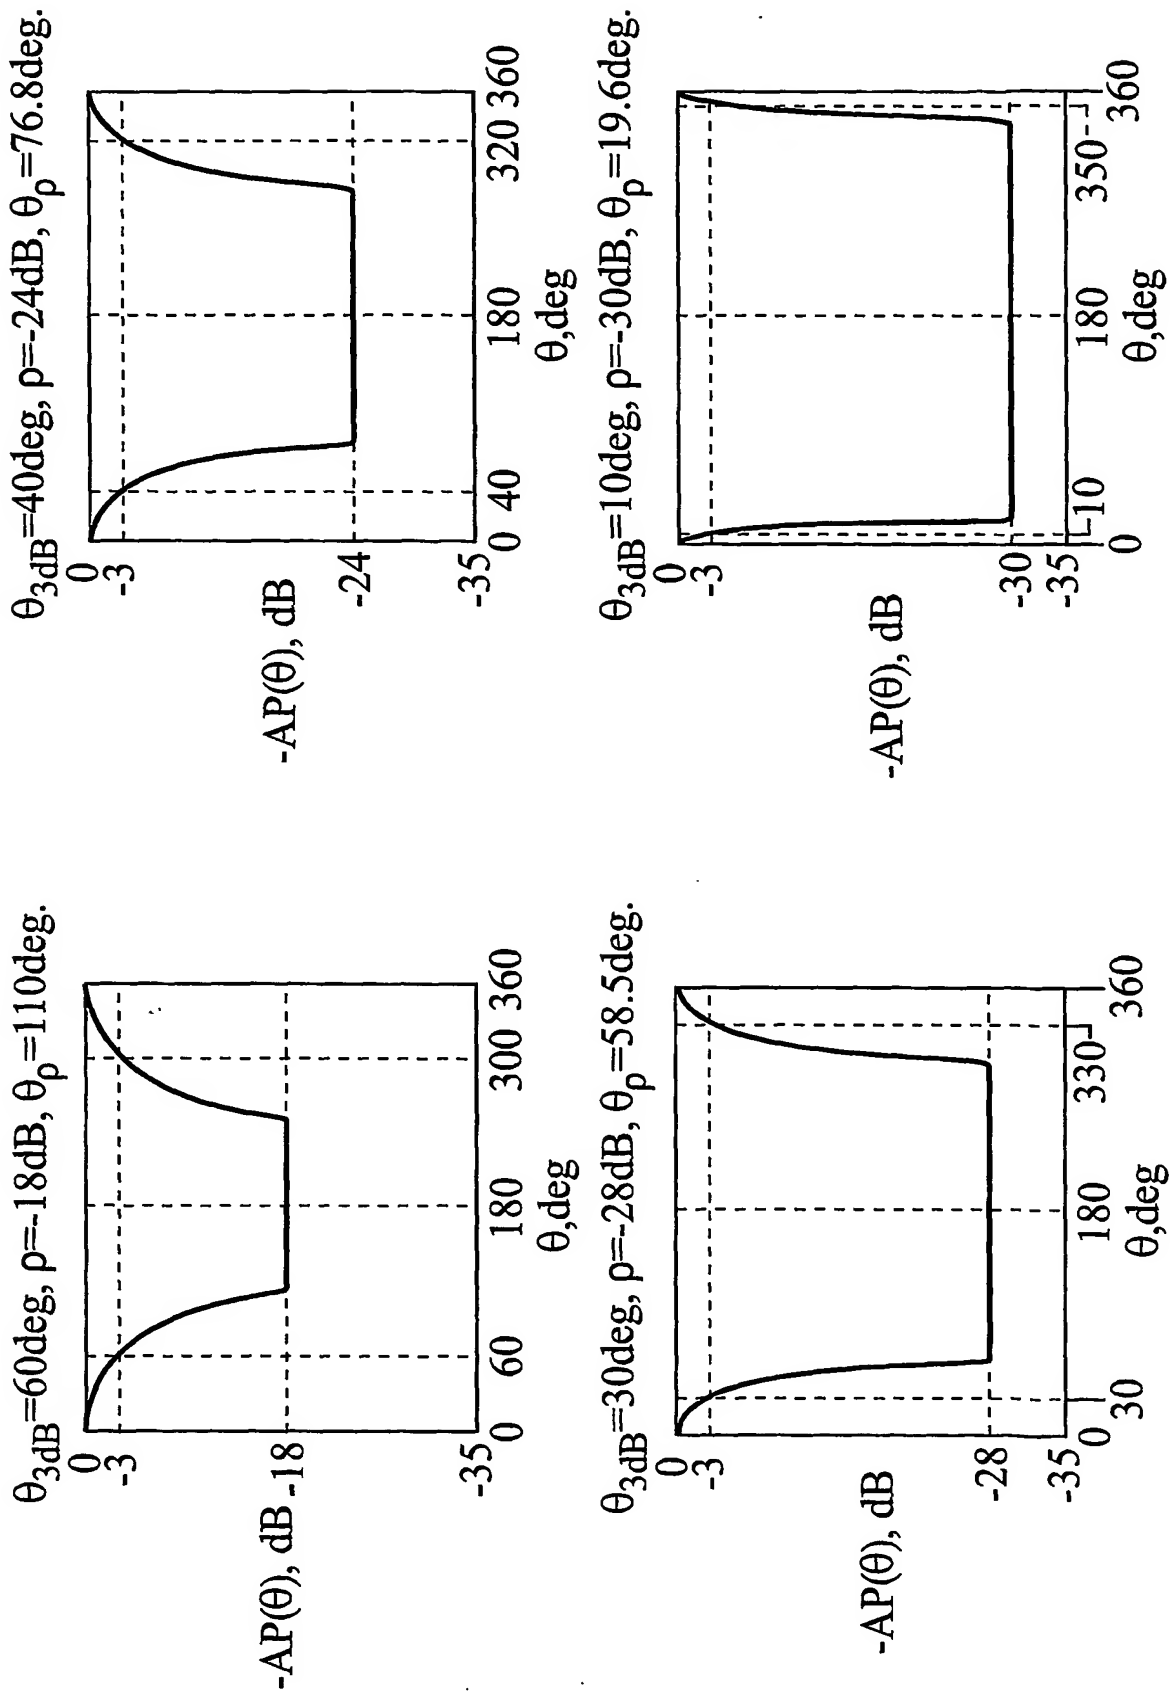 θ3dB=60deg, ρ=-18dB, θρ=110deg.
0
-3
-AP(θ), dB
-18
-35
0 60 180 300 360
θ,deg
θ3dB=40deg, ρ=-24dB, θρ=76.8deg.
0
-3
-AP(θ), dB
-24
-35
0 40 180 320 360
θ,deg
θ3dB=30deg, ρ=-28dB, θρ=58.5deg.
0
-3
-AP(θ), dB
-28
-35
0 30 180 330 360
θ,deg
θ3dB=10deg, ρ=-30dB, θρ=19.6deg.
0
-3
-AP(θ), dB
-30
-35
0 10 180 350 360
θ,deg